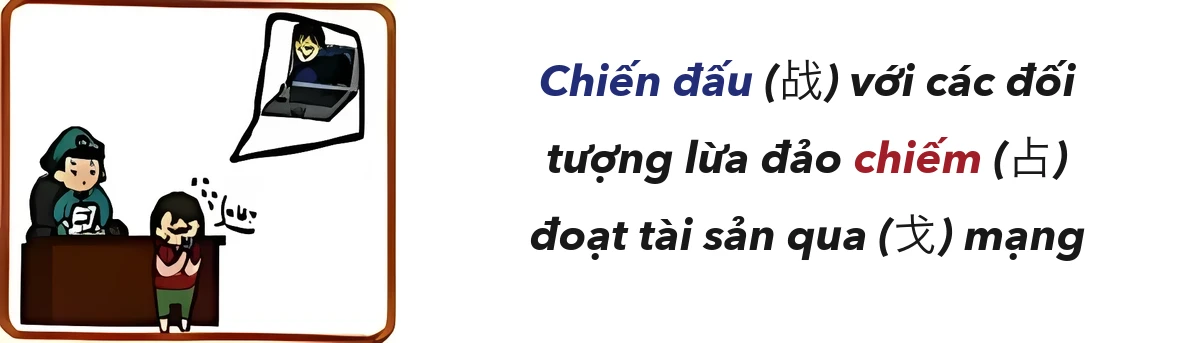 Chiến đấu (战) với các đối
tượng lừa đảo chiếm (占)
đoạt tài sản qua (戈) mạng